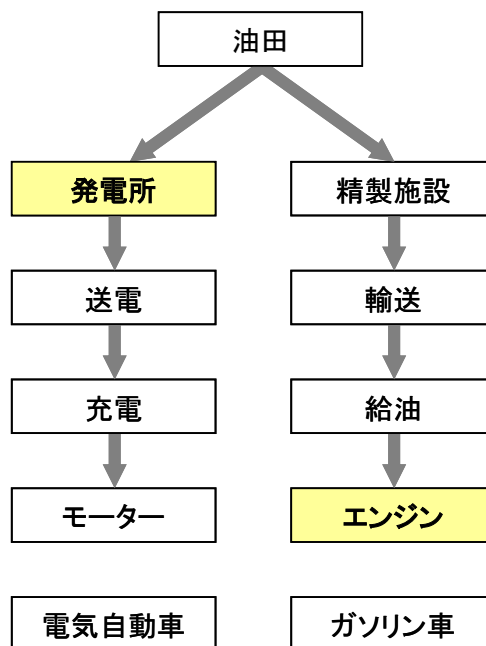 油田
発電所
精製施設
送電
輸送
充電
給油
モーター
エンジン
電気自動車
ガソリン車